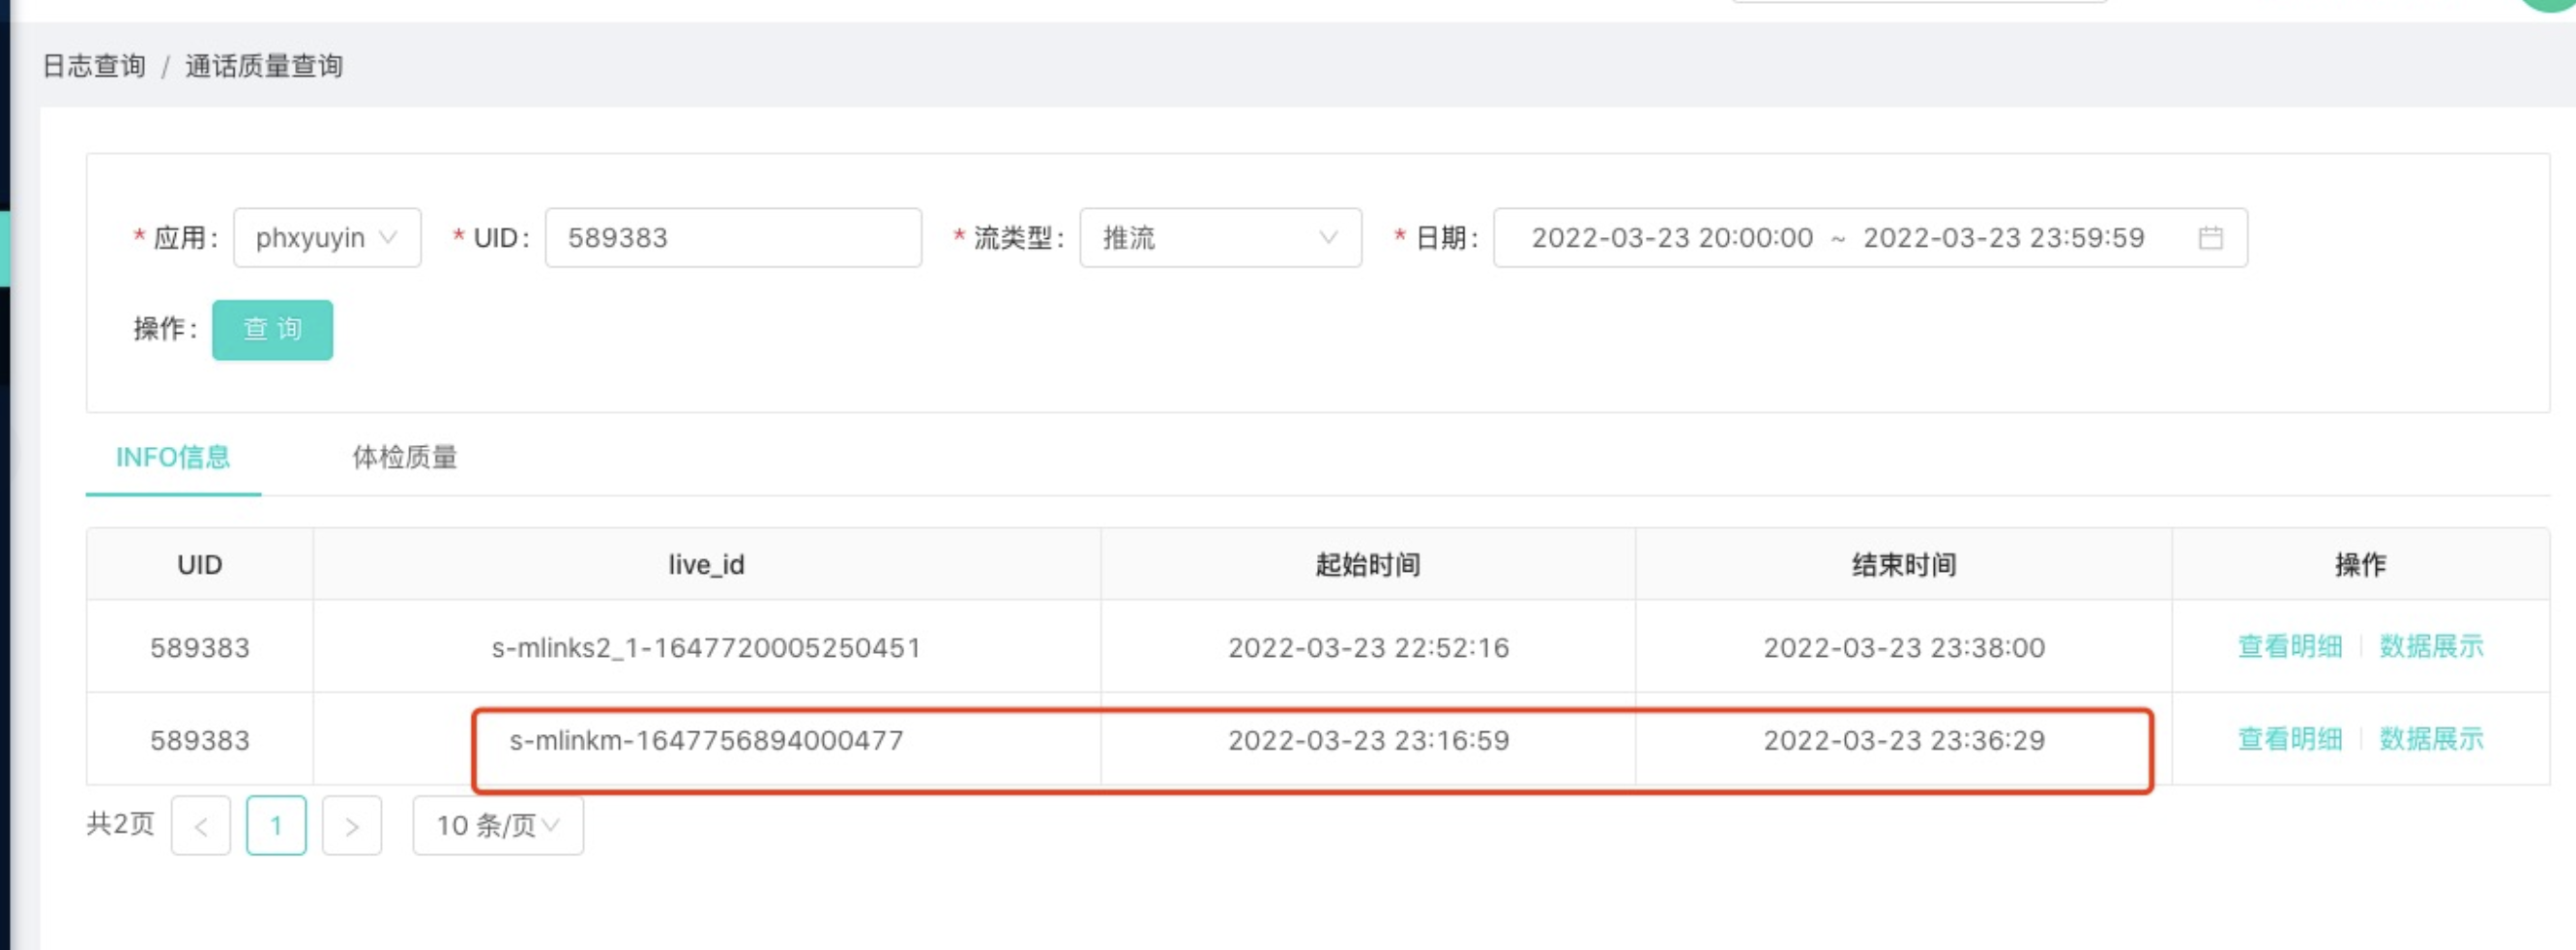 日志查询 / 通话质量查询
* 应用: phxyuyin * UID: 589383 * 流类型: 推流 * 日期: 2022-03-23 20:00:00 ~ 2022-03-23 23:59:59
操作: 查 询
INFO信息 体检质量
UID live_id 起始时间 结束时间 操作
589383 s-mlinks2_1-1647720005250451 2022-03-23 22:52:16 2022-03-23 23:38:00 查看明细 数据展示
589383 s-mlinkm-1647756894000477 2022-03-23 23:16:59 2022-03-23 23:36:29 查看明细 数据展示
共2页 < 1 > 10 条/页